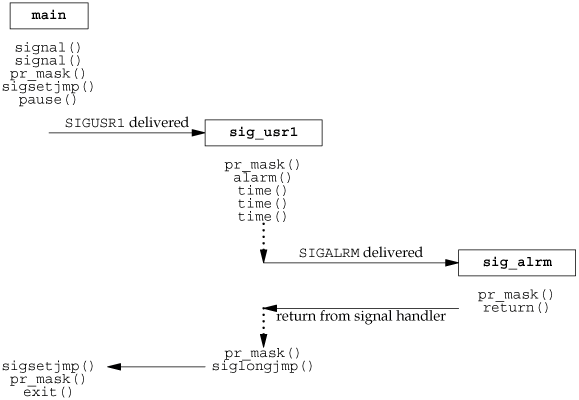 main
signal()
signal()
pr_mask()
sigsetjmp()
pause()
SIGUSR1 delivered
sig_usr1
pr_mask()
alarm()
time()
time()
time()
SIGALRM delivered
sig_alrm
pr_mask()
return()
return from signal handler
pr_mask()
siglongjmp()
sigsetjmp()
pr_mask()
exit()